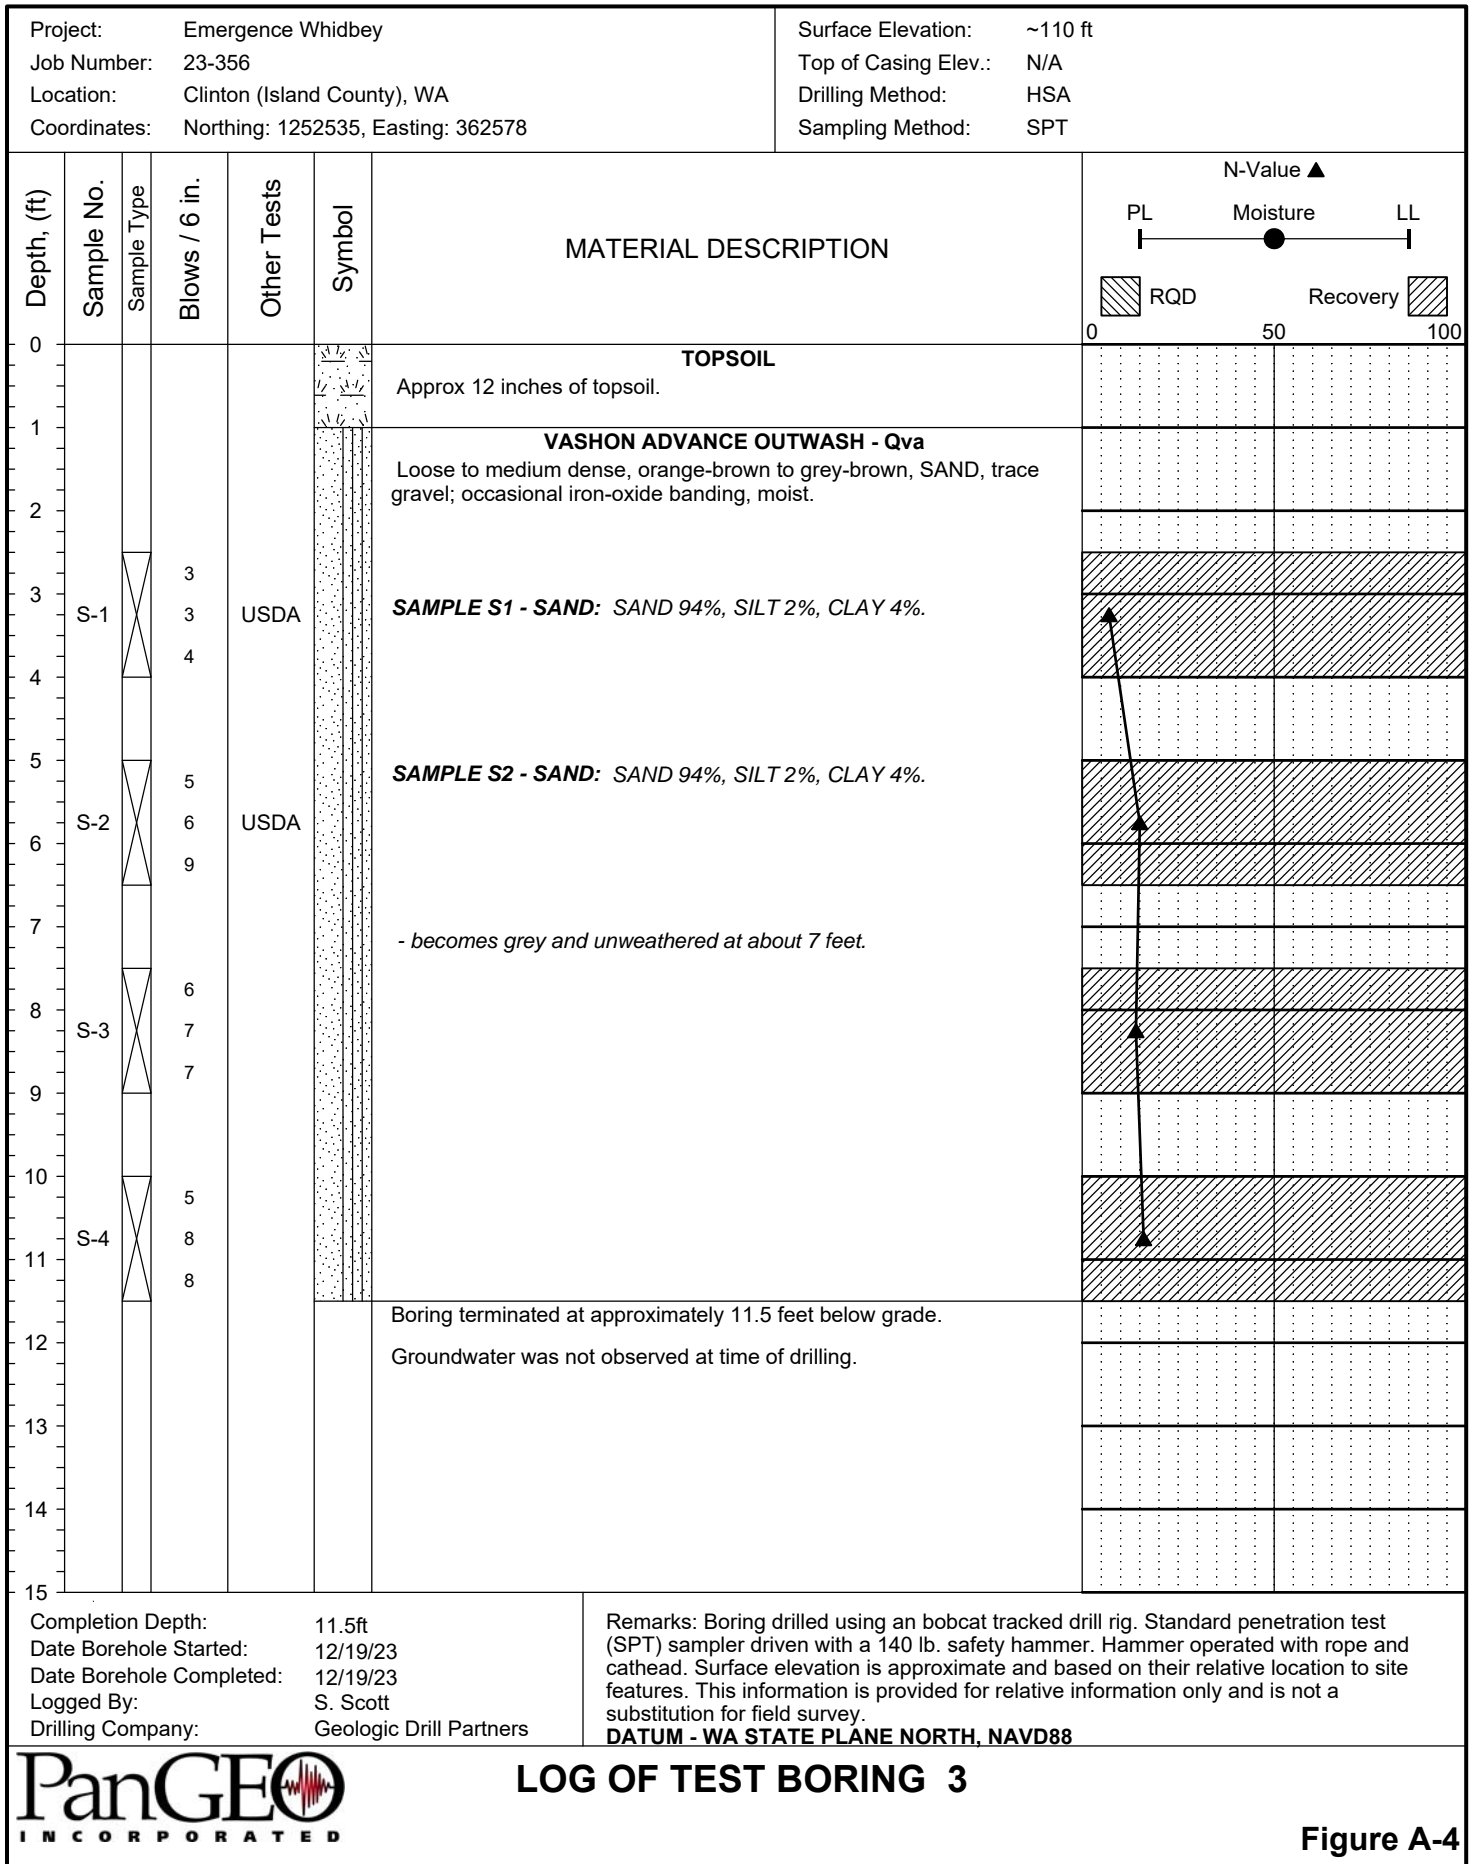 Project: Emergence Whidbey
Job Number: 23-356
Location: Clinton (Island County), WA
Coordinates: Northing: 1252535, Easting: 362578
Surface Elevation: ~110 ft
Top of Casing Elev.: N/A
Drilling Method: HSA
Sampling Method: SPT
Depth, (ft)
Sample No.
Sample Type
Blows / 6 in.
Other Tests
Symbol
MATERIAL DESCRIPTION
N-Value ▲
PL Moisture LL
RQD Recovery
0 50 100
0
TOPSOIL
Approx 12 inches of topsoil.
1
VASHON ADVANCE OUTWASH - Qva
Loose to medium dense, orange-brown to grey-brown, SAND, trace
gravel; occasional iron-oxide banding, moist.
2
3
3
S-1 3 USDA SAMPLE S1 - SAND: SAND 94%, SILT 2%, CLAY 4%.
4
4
5
5 SAMPLE S2 - SAND: SAND 94%, SILT 2%, CLAY 4%.
S-2 6 USDA
6
9
7
- becomes grey and unweathered at about 7 feet.
6
8
S-3 7
7
9
10
5
S-4 8
11
8
Boring terminated at approximately 11.5 feet below grade.
12
Groundwater was not observed at time of drilling.
13
14
15
Completion Depth: 11.5ft
Date Borehole Started: 12/19/23
Date Borehole Completed: 12/19/23
Logged By: S. Scott
Drilling Company: Geologic Drill Partners
Remarks: Boring drilled using an bobcat tracked drill rig. Standard penetration test
(SPT) sampler driven with a 140 lb. safety hammer. Hammer operated with rope and
cathead. Surface elevation is approximate and based on their relative location to site
features. This information is provided for relative information only and is not a
substitution for field survey.
DATUM - WA STATE PLANE NORTH, NAVD88
PanGEO
INCORPORATED
LOG OF TEST BORING 3
Figure A-4